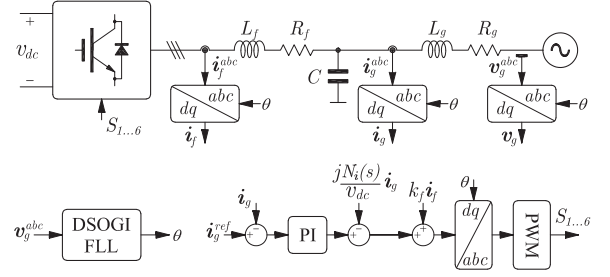 L_f R_f L_g R_g
+
v_dc
−
i_f^abc C i_g^abc v_g^abc
abc abc abc
dq θ dq θ dq θ
S_1...6
i_f i_g v_g
jN_i(s)/v_dc i_g k_f i_f θ S_1...6
i_g
v_g^abc DSOGI FLL θ i_g^ref + − PI + − + + dq abc PWM